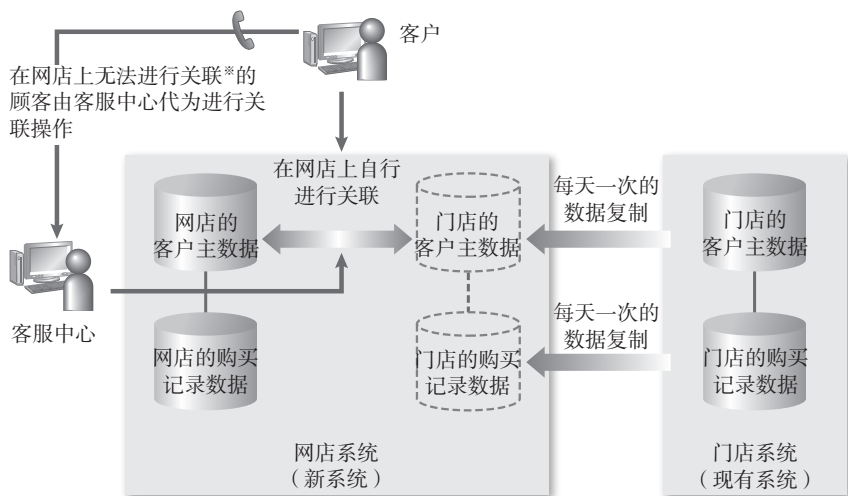 客户
在网店上无法进行关联※的
顾客由客服中心代为进行关
联操作
在网店上自行
进行关联
每天一次的
数据复制
网店的
客户主数据
门店的
客户主数据
门店的
客户主数据
客服中心
每天一次的
数据复制
网店的购买
记录数据
门店的购买
记录数据
门店的购买
记录数据
网店系统
（新系统）
门店系统
（现有系统）